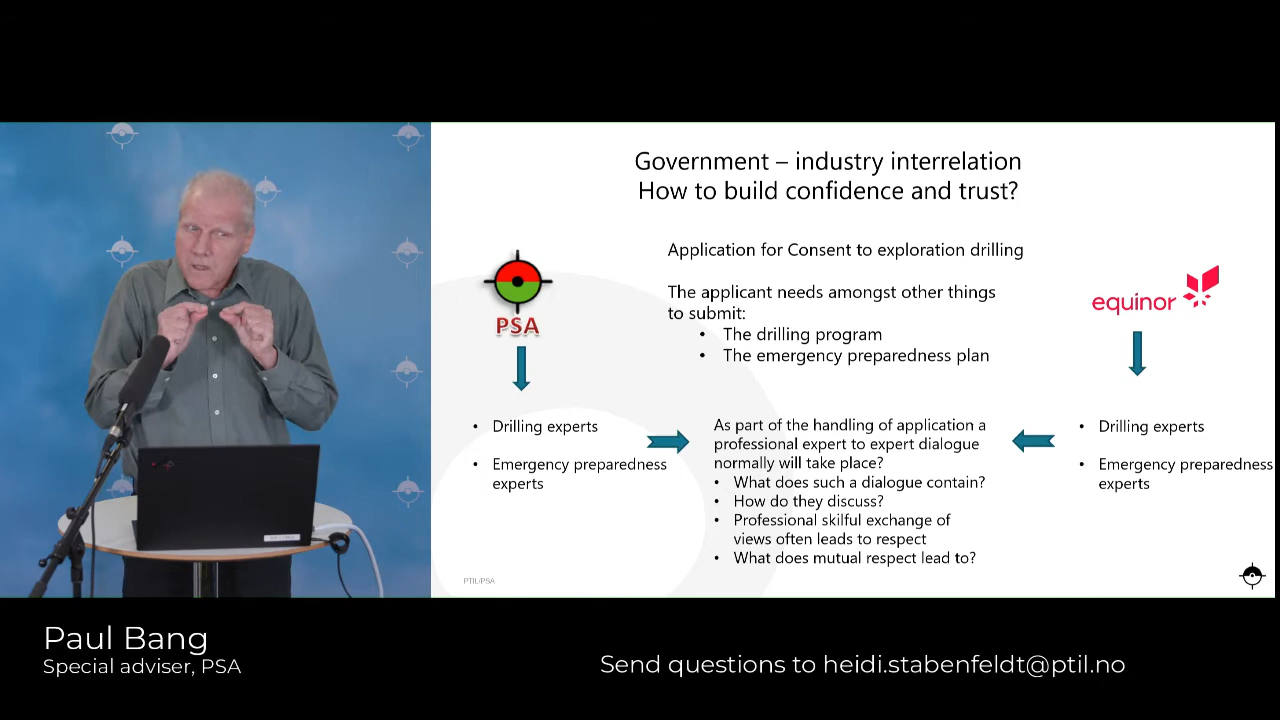 Government – industry interrelation
How to build confidence and trust?
Application for Consent to exploration drilling
The applicant needs amongst other things
to submit:
• The drilling program
• The emergency preparedness plan
PSA
equinor
• Drilling experts
• Emergency preparedness
experts
As part of the handling of application a
professional expert to expert dialogue
normally will take place?
• What does such a dialogue contain?
• How do they discuss?
• Professional skilful exchange of
views often leads to respect
• What does mutual respect lead to?
• Drilling experts
• Emergency preparedness
experts
PTIL/PSA
Paul Bang
Special adviser, PSA
Send questions to heidi.stabenfeldt@ptil.no